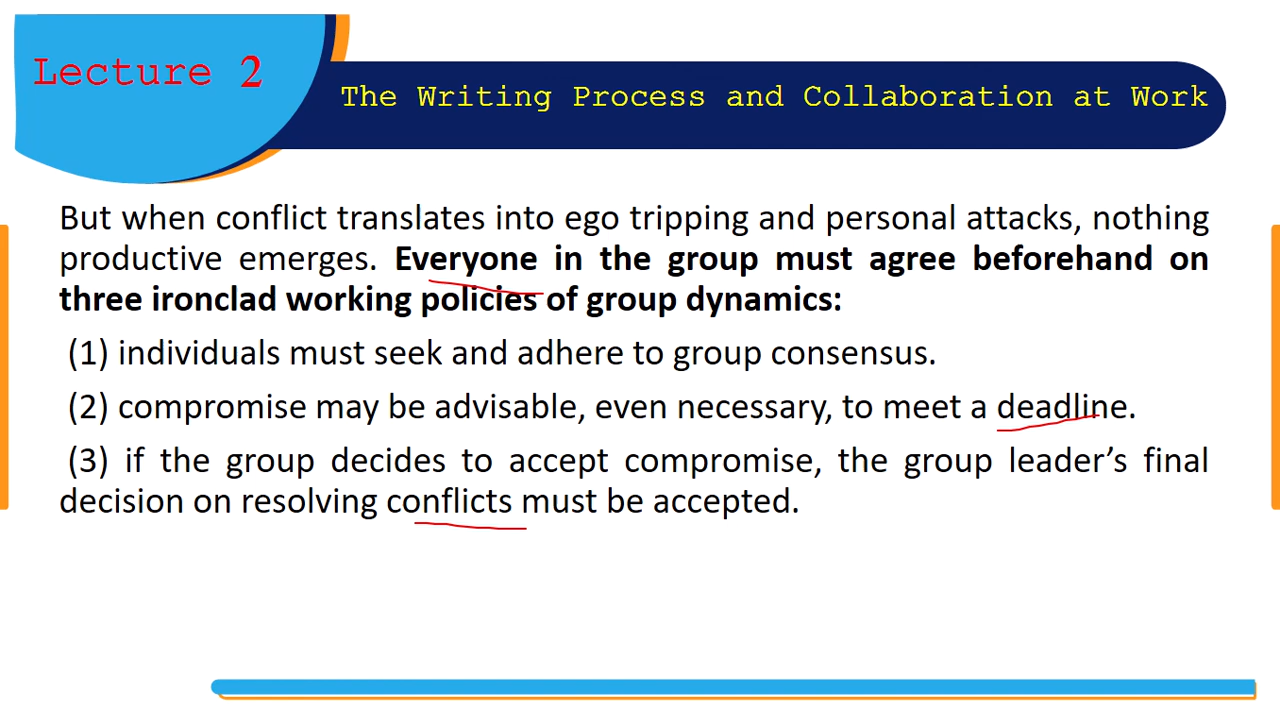 Lecture 2
The Writing Process and Collaboration at Work
But when conflict translates into ego tripping and personal attacks, nothing
productive emerges. Everyone in the group must agree beforehand on
three ironclad working policies of group dynamics:
(1) individuals must seek and adhere to group consensus.
(2) compromise may be advisable, even necessary, to meet a deadline.
(3) if the group decides to accept compromise, the group leader’s final
decision on resolving conflicts must be accepted.